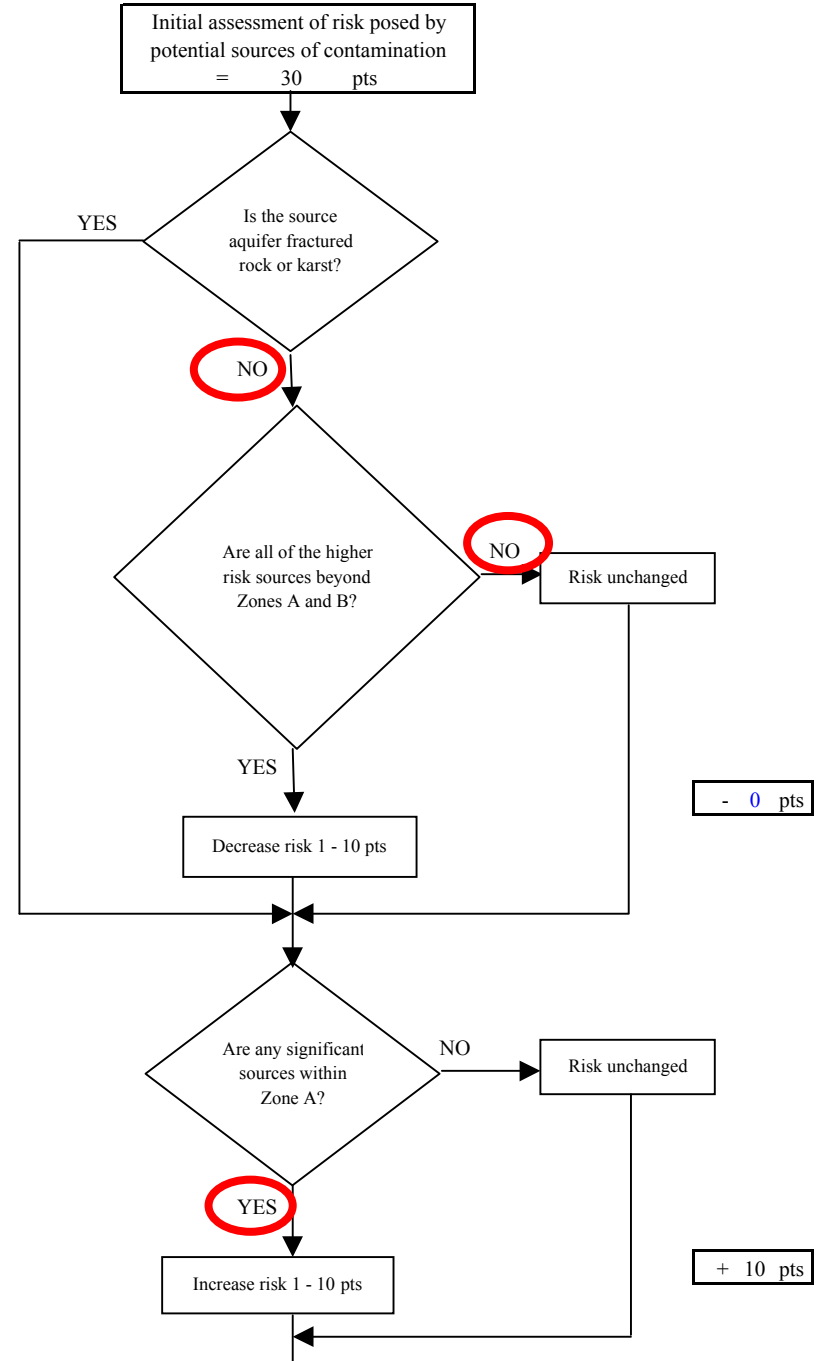 Initial assessment of risk posed by
potential sources of contamination
= 30 pts
Is the source
aquifer fractured
rock or karst?
YES
NO
Are all of the higher
risk sources beyond
Zones A and B?
NO
Risk unchanged
YES
- 0 pts
Decrease risk 1 - 10 pts
Are any significant
sources within
Zone A?
NO
Risk unchanged
YES
+ 10 pts
Increase risk 1 - 10 pts